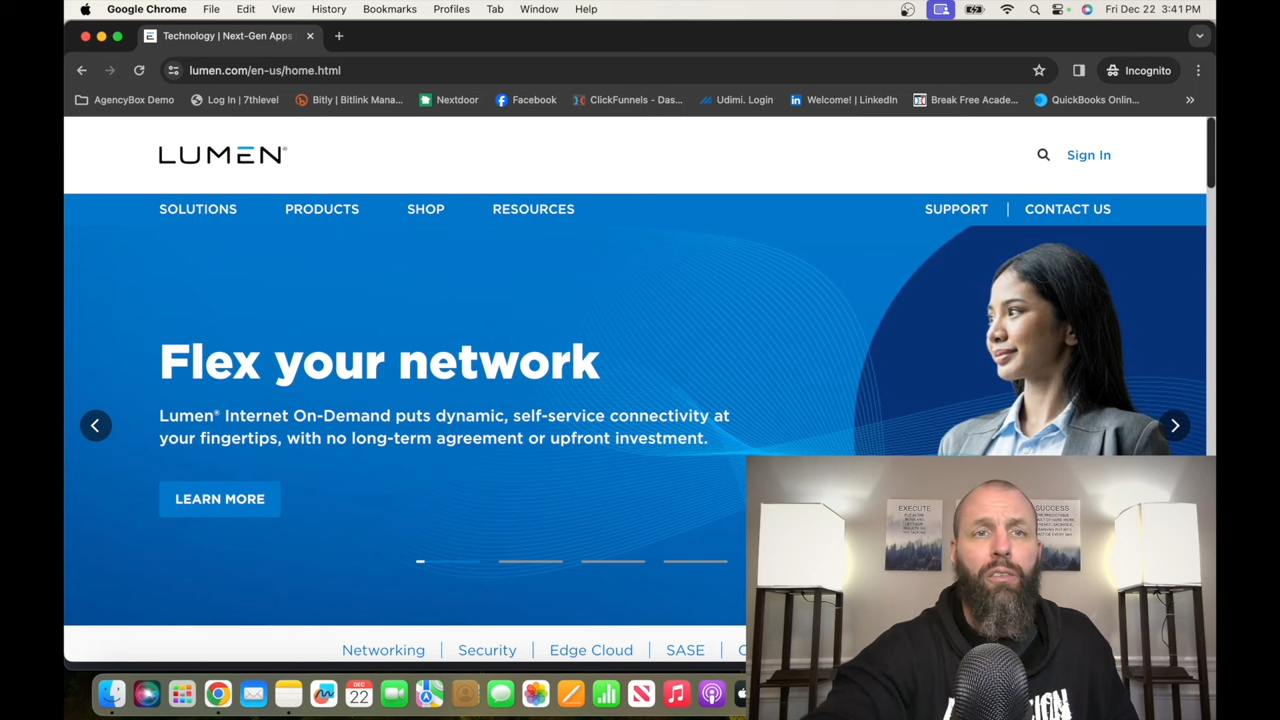 Google Chrome File Edit View History Bookmarks Profiles Tab Window Help Fri Dec 22 3:41 PM
Technology | Next-Gen Apps
lumen.com/en-us/home.html Incognito
AgencyBox Demo Log In | 7thlevel Bitly | Bitlink Mana... Nextdoor Facebook ClickFunnels - Das... Udimi. Login Welcome! | LinkedIn Break Free Acade... QuickBooks Onlin...
LUMEN® Sign In
SOLUTIONS PRODUCTS SHOP RESOURCES SUPPORT | CONTACT US
Flex your network
Lumen® Internet On-Demand puts dynamic, self-service connectivity at
your fingertips, with no long-term agreement or upfront investment.
LEARN MORE
EXECUTE
SUCCESS
Networking | Security | Edge Cloud | SASE |
DEC
22